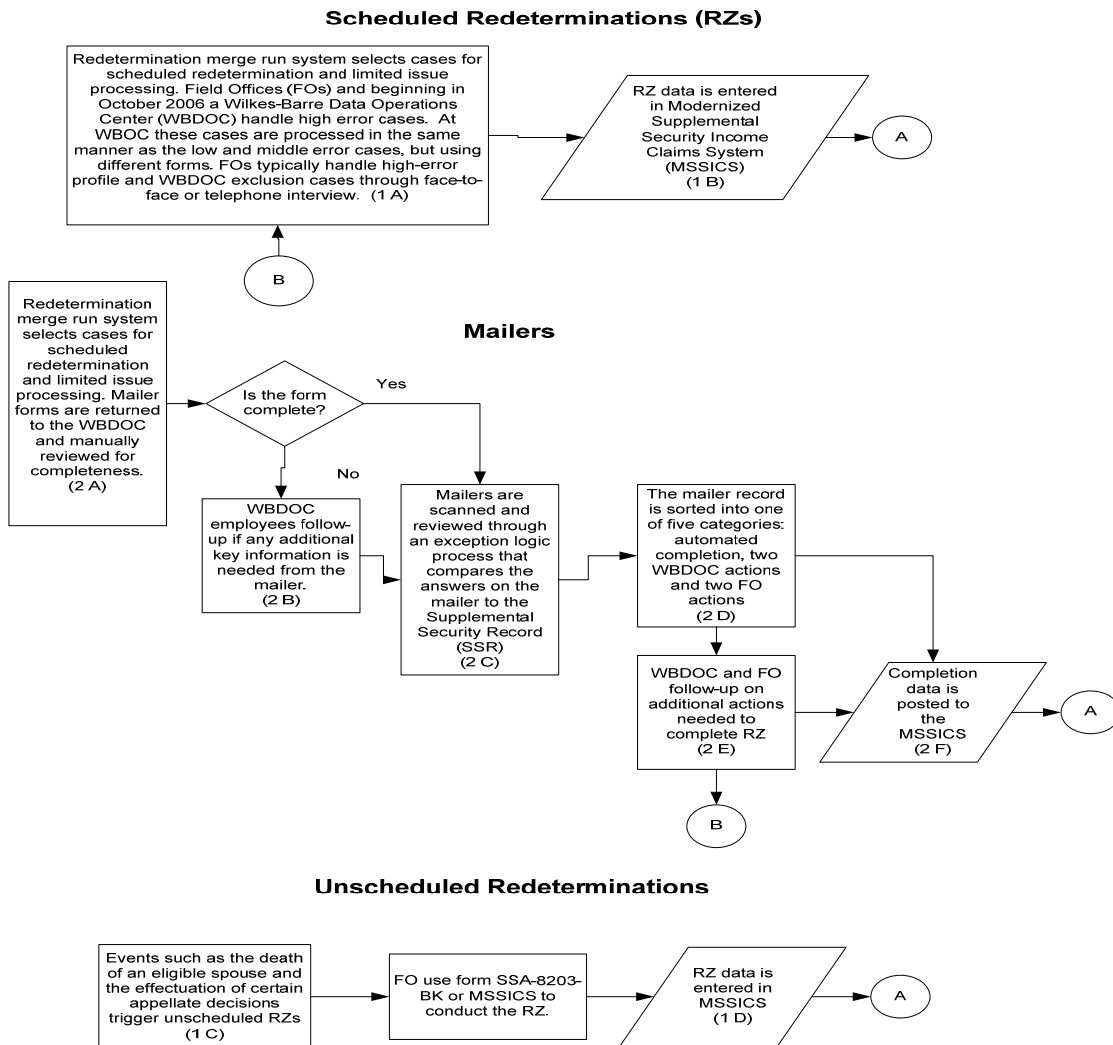 Scheduled Redeterminations (RZs)
Redetermination merge run system selects cases for
scheduled redetermination and limited issue
processing. Field Offices (FOs) and beginning in
October 2006 a Wilkes-Barre Data Operations
Center (WBDOC) handle high error cases. At
WBOC these cases are processed in the same
manner as the low and middle error cases, but using
different forms. FOs typically handle high-error
profile and WBDOC exclusion cases through face-to-
face or telephone interview. (1 A)
RZ data is entered
in Modernized
Supplemental
Security Income
Claims System
(MSSICS)
(1 B)
A
B
Mailers
Redetermination
merge run system
selects cases for
scheduled
redetermination
and limited issue
processing. Mailer
forms are returned
to the WBDOC
and manually
reviewed for
completeness.
(2 A)
Is the form
complete?
Yes
No
WBDOC
employees follow-
up if any additional
key information is
needed from the
mailer.
(2 B)
Mailers are
scanned and
reviewed through
an exception logic
process that
compares the
answers on the
mailer to the
Supplemental
Security Record
(SSR)
(2 C)
The mailer record
is sorted into one
of five categories:
automated
completion, two
WBDOC actions
and two FO
actions
(2 D)
WBDOC and FO
follow-up on
additional actions
needed to
complete RZ
(2 E)
Completion
data is
posted to
the
MSSICS
(2 F)
A
B
Unscheduled Redeterminations
Events such as the death
of an eligible spouse and
the effectuation of certain
appellate decisions
trigger unscheduled RZs
(1 C)
FO use form SSA-8203-
BK or MSSICS to
conduct the RZ.
RZ data is
entered in
MSSICS
(1 D)
A